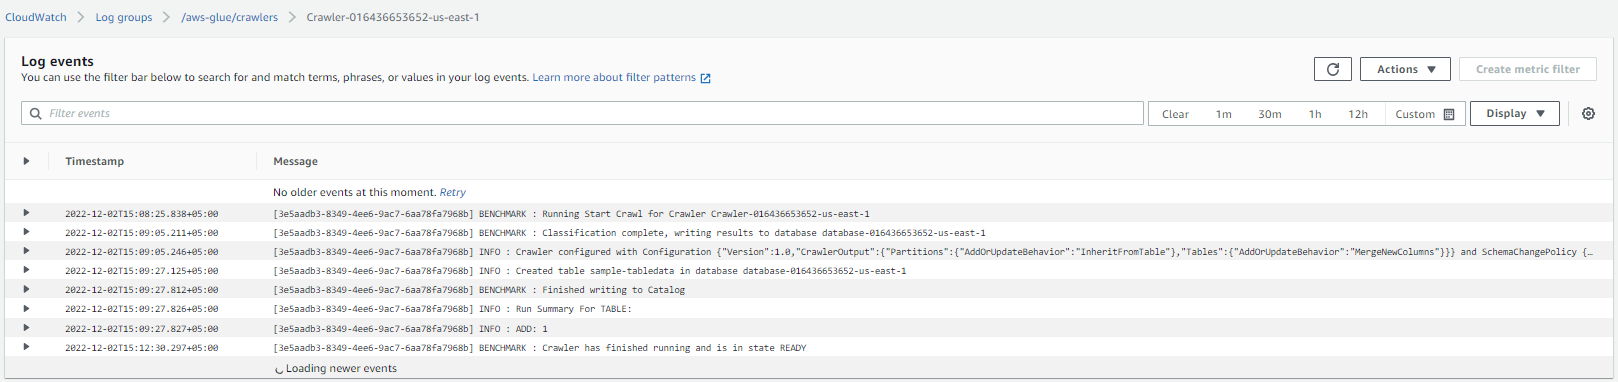 CloudWatch > Log groups > /aws-glue/crawlers > Crawler-016436653652-us-east-1
Log events
You can use the filter bar below to search for and match terms, phrases, or values in your log events. Learn more about filter patterns
Actions ▼ Create metric filter
Filter events Clear 1m 30m 1h 12h Custom Display ▼
Timestamp Message
No older events at this moment. Retry
2022-12-02T15:08:25.838+05:00 [3e5aadb3-8349-4ee6-9ac7-6aa78fa7968b] BENCHMARK : Running Start Crawl for Crawler Crawler-016436653652-us-east-1
2022-12-02T15:09:05.211+05:00 [3e5aadb3-8349-4ee6-9ac7-6aa78fa7968b] BENCHMARK : Classification complete, writing results to database database-016436653652-us-east-1
2022-12-02T15:09:05.246+05:00 [3e5aadb3-8349-4ee6-9ac7-6aa78fa7968b] INFO : Crawler configured with Configuration {"Version":1.0,"CrawlerOutput":{"Partitions":{"AddOrUpdateBehavior":"InheritFromTable"},"Tables":{"AddOrUpdateBehavior":"MergeNewColumns"}}} and SchemaChangePolicy {…
2022-12-02T15:09:27.125+05:00 [3e5aadb3-8349-4ee6-9ac7-6aa78fa7968b] INFO : Created table sample-tabledata in database database-016436653652-us-east-1
2022-12-02T15:09:27.812+05:00 [3e5aadb3-8349-4ee6-9ac7-6aa78fa7968b] BENCHMARK : Finished writing to Catalog
2022-12-02T15:09:27.826+05:00 [3e5aadb3-8349-4ee6-9ac7-6aa78fa7968b] INFO : Run Summary For TABLE:
2022-12-02T15:09:27.827+05:00 [3e5aadb3-8349-4ee6-9ac7-6aa78fa7968b] INFO : ADD: 1
2022-12-02T15:12:30.297+05:00 [3e5aadb3-8349-4ee6-9ac7-6aa78fa7968b] BENCHMARK : Crawler has finished running and is in state READY
Loading newer events